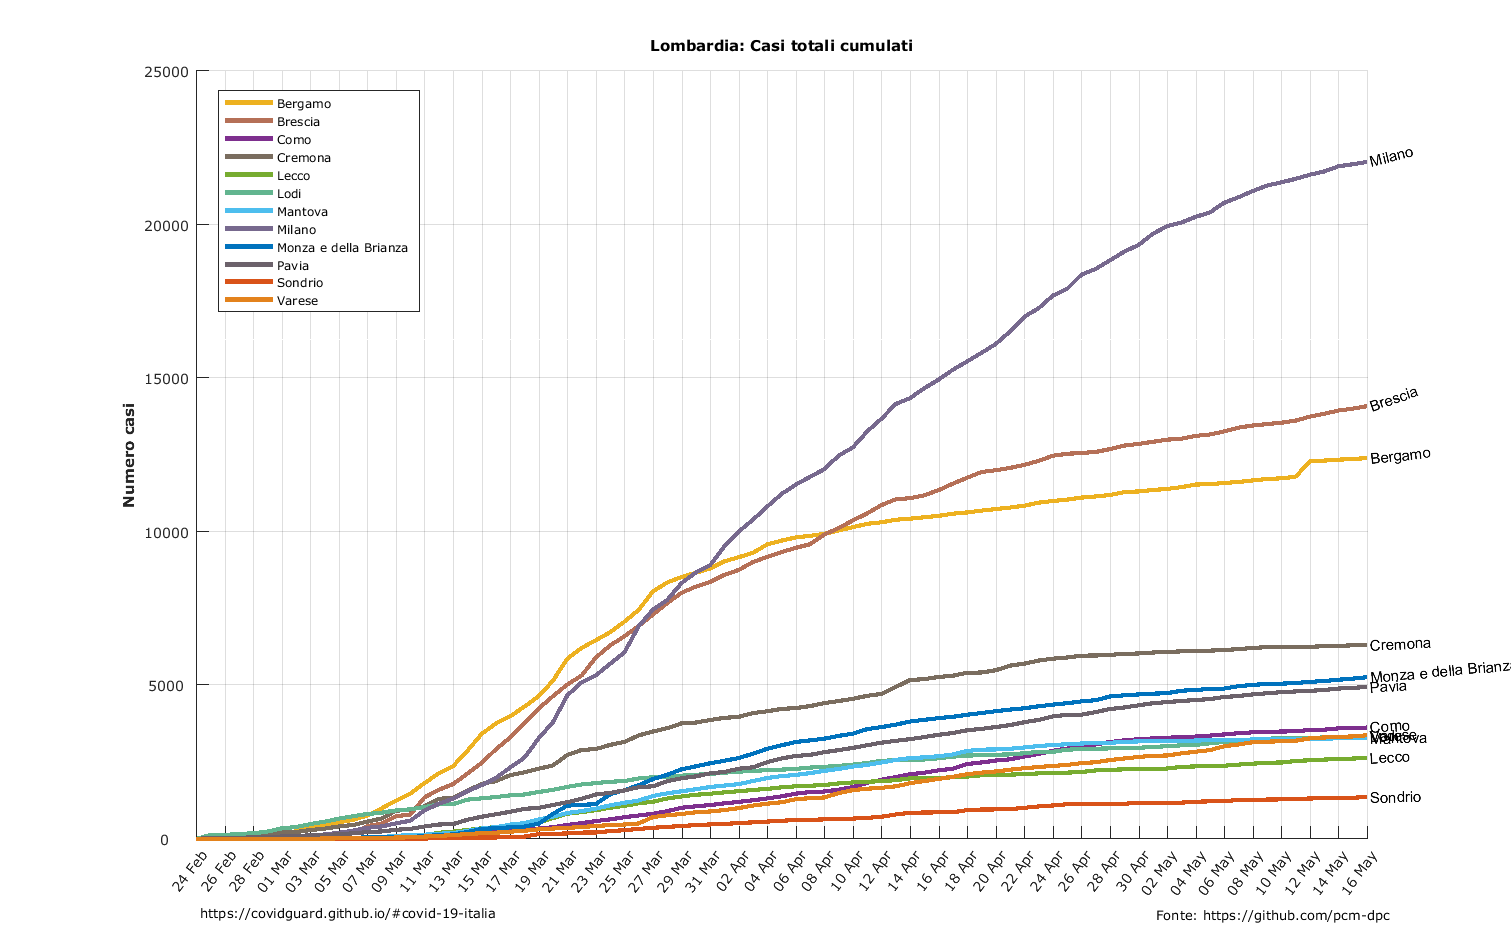 Lombardia: Casi totali cumulati
25000
20000
15000
10000
5000
0
Numero casi
Bergamo
Brescia
Como
Cremona
Lecco
Lodi
Mantova
Milano
Monza e della Brianza
Pavia
Sondrio
Varese
Milano
Brescia
Bergamo
Cremona
Monza e della Brianza
Pavia
Como
Varese
Mantova
Lecco
Sondrio
24 Feb
26 Feb
28 Feb
01 Mar
03 Mar
05 Mar
07 Mar
09 Mar
11 Mar
13 Mar
15 Mar
17 Mar
19 Mar
21 Mar
23 Mar
25 Mar
27 Mar
29 Mar
31 Mar
02 Apr
04 Apr
06 Apr
08 Apr
10 Apr
12 Apr
14 Apr
16 Apr
18 Apr
20 Apr
22 Apr
24 Apr
26 Apr
28 Apr
30 Apr
02 May
04 May
06 May
08 May
10 May
12 May
14 May
16 May
https://covidguard.github.io/#covid-19-italia
Fonte: https://github.com/pcm-dpc